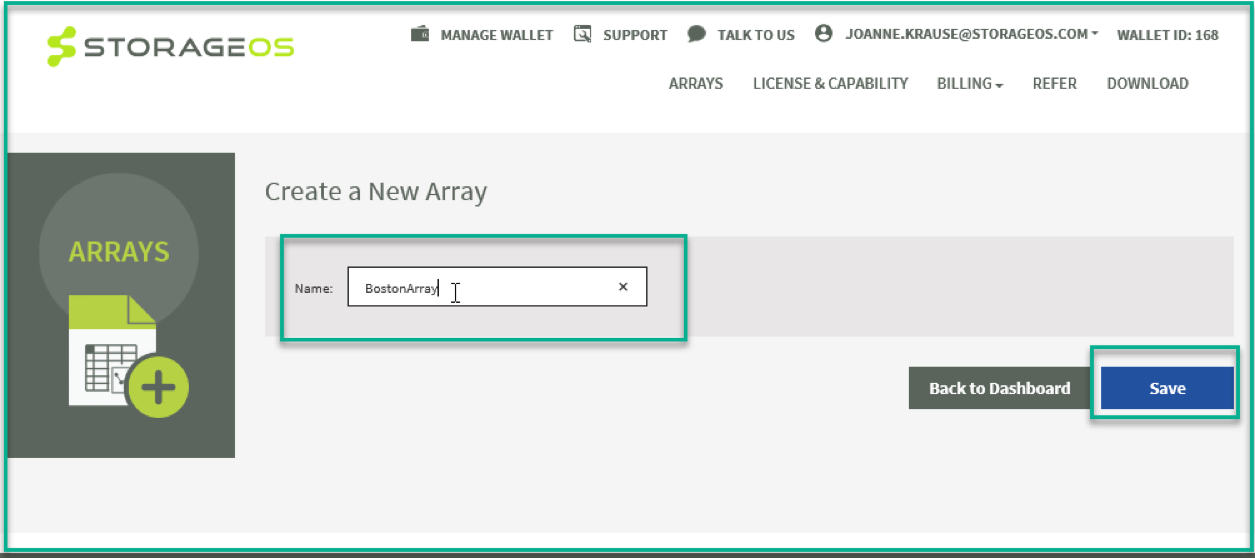 STORAGEOS
MANAGE WALLET SUPPORT TALK TO US JOANNE.KRAUSE@STORAGEOS.COM WALLET ID: 168
ARRAYS LICENSE & CAPABILITY BILLING REFER DOWNLOAD
ARRAYS
Create a New Array
Name: BostonArray ×
Back to Dashboard Save